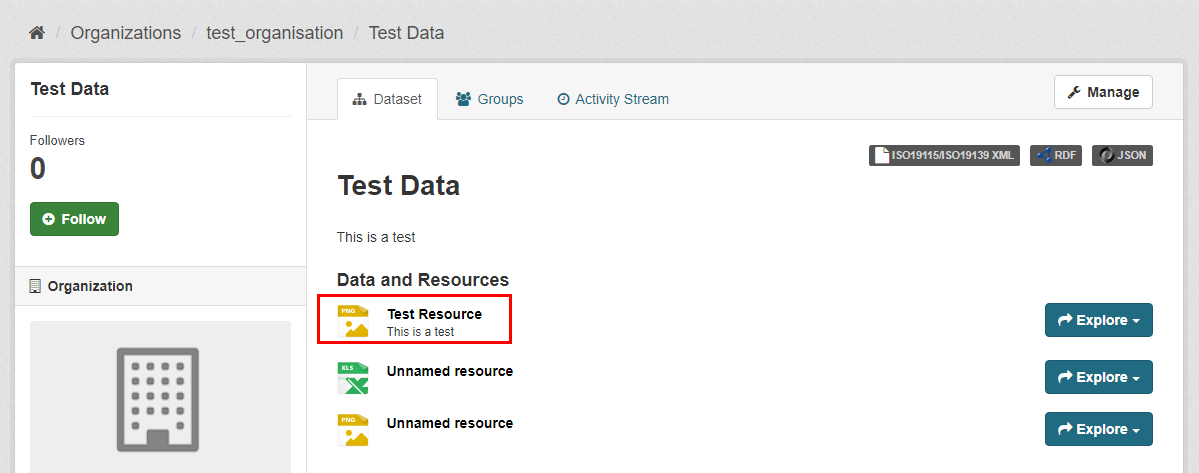 / Organizations / test_organisation / Test Data
Test Data
Followers
0
Follow
Organization
Dataset Groups Activity Stream
Manage
ISO19115/ISO19139 XML RDF JSON
Test Data
This is a test
Data and Resources
PNG Test Resource Explore
This is a test
XLS Unnamed resource Explore
PNG Unnamed resource Explore